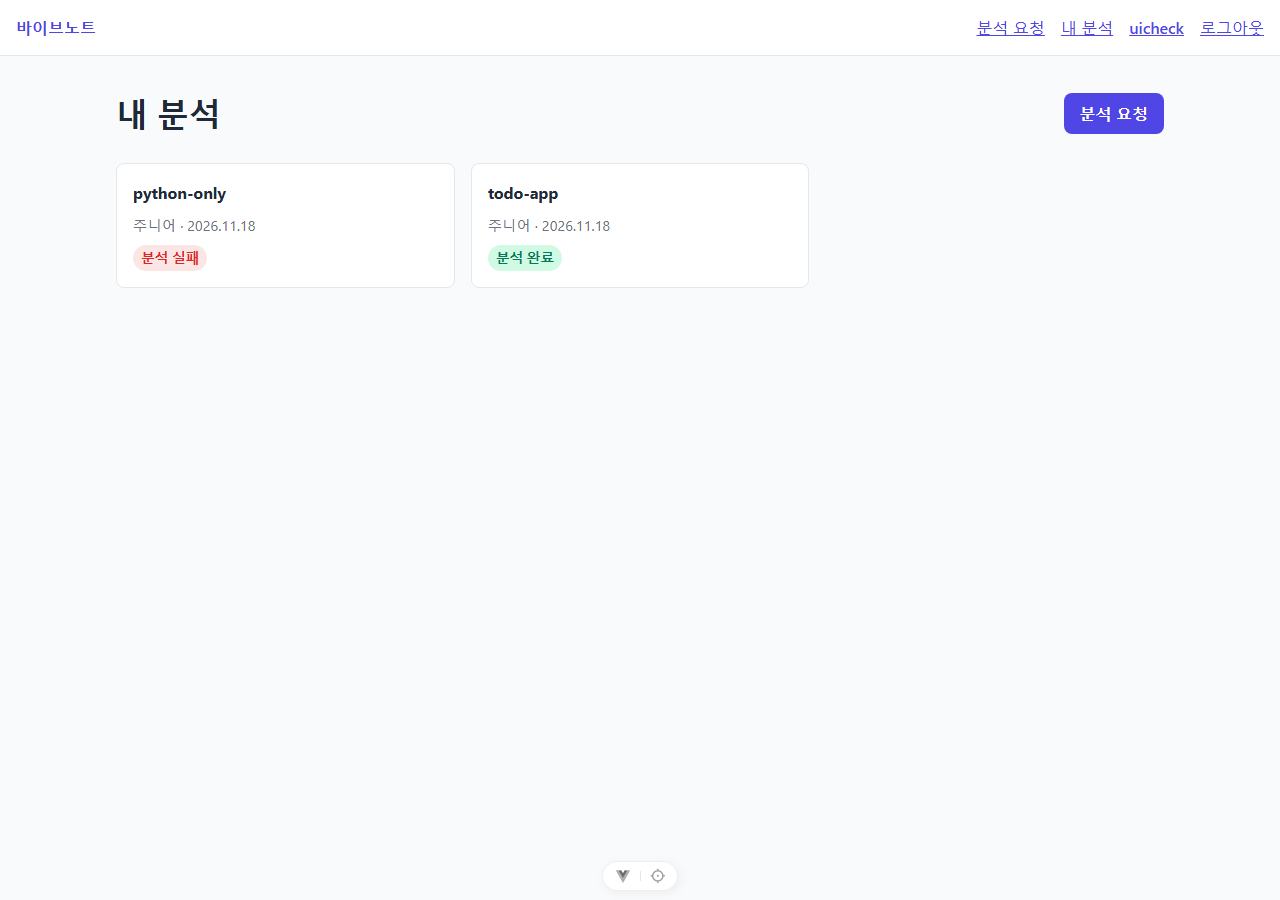 바이브노트
분석 요청 내 분석 uicheck 로그아웃
내 분석
분석 요청
python-only
주니어 · 2026.11.18
분석 실패
todo-app
주니어 · 2026.11.18
분석 완료